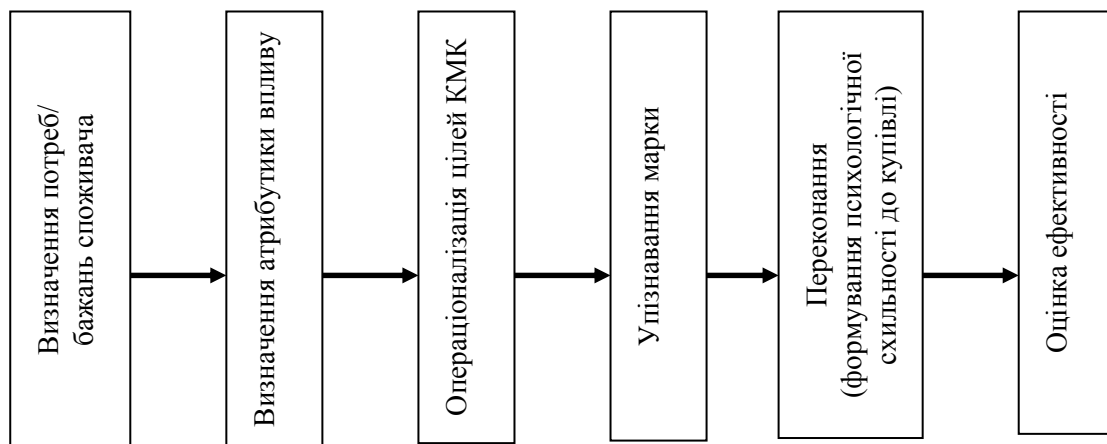 Визначення потреб/
бажань споживача
Визначення атрибутики впливу
Операціоналізація цілей КМК
Упізнавання марки
Переконання
(формування психологічної
схильності до купівлі)
Оцінка ефективності